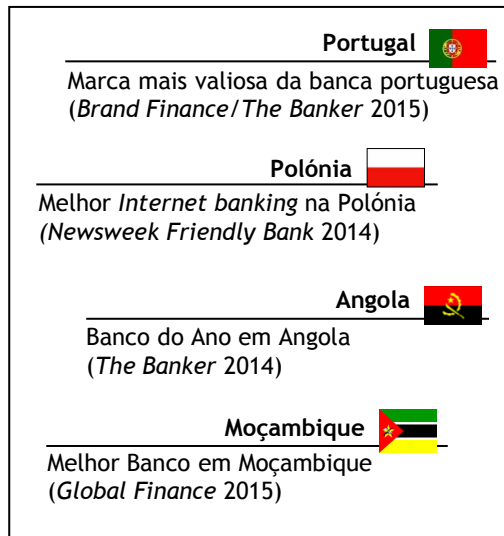 Portugal
Marca mais valiosa da banca portuguesa
(Brand Finance/The Banker 2015)
Polónia
Melhor Internet banking na Polónia
(Newsweek Friendly Bank 2014)
Angola
Banco do Ano em Angola
(The Banker 2014)
Moçambique
Melhor Banco em Moçambique
(Global Finance 2015)